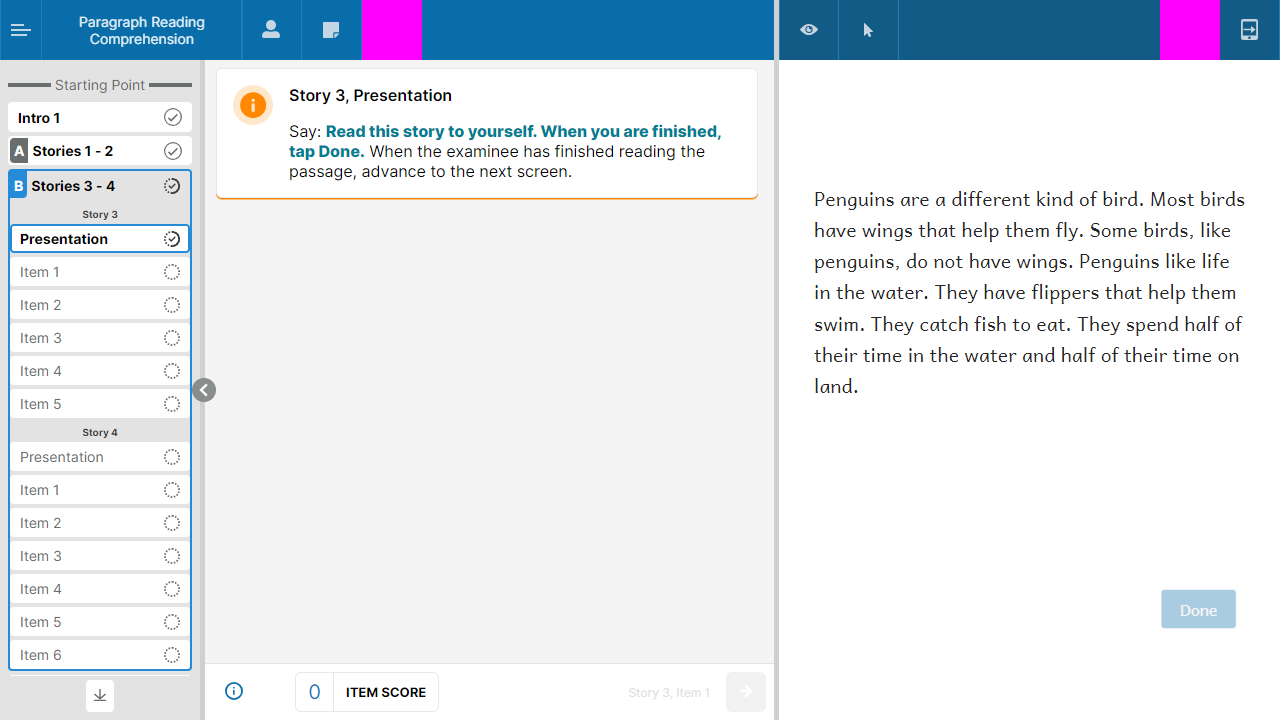 Paragraph Reading
Comprehension
Starting Point
Intro 1
A Stories 1 - 2
B Stories 3 - 4
Story 3
Presentation
Item 1
Item 2
Item 3
Item 4
Item 5
Story 4
Presentation
Item 1
Item 2
Item 3
Item 4
Item 5
Item 6
Story 3, Presentation
Say: Read this story to yourself. When you are finished,
tap Done. When the examinee has finished reading the
passage, advance to the next screen.
0 ITEM SCORE
Story 3, Item 1
Penguins are a different kind of bird. Most birds
have wings that help them fly. Some birds, like
penguins, do not have wings. Penguins like life
in the water. They have flippers that help them
swim. They catch fish to eat. They spend half of
their time in the water and half of their time on
land.
Done